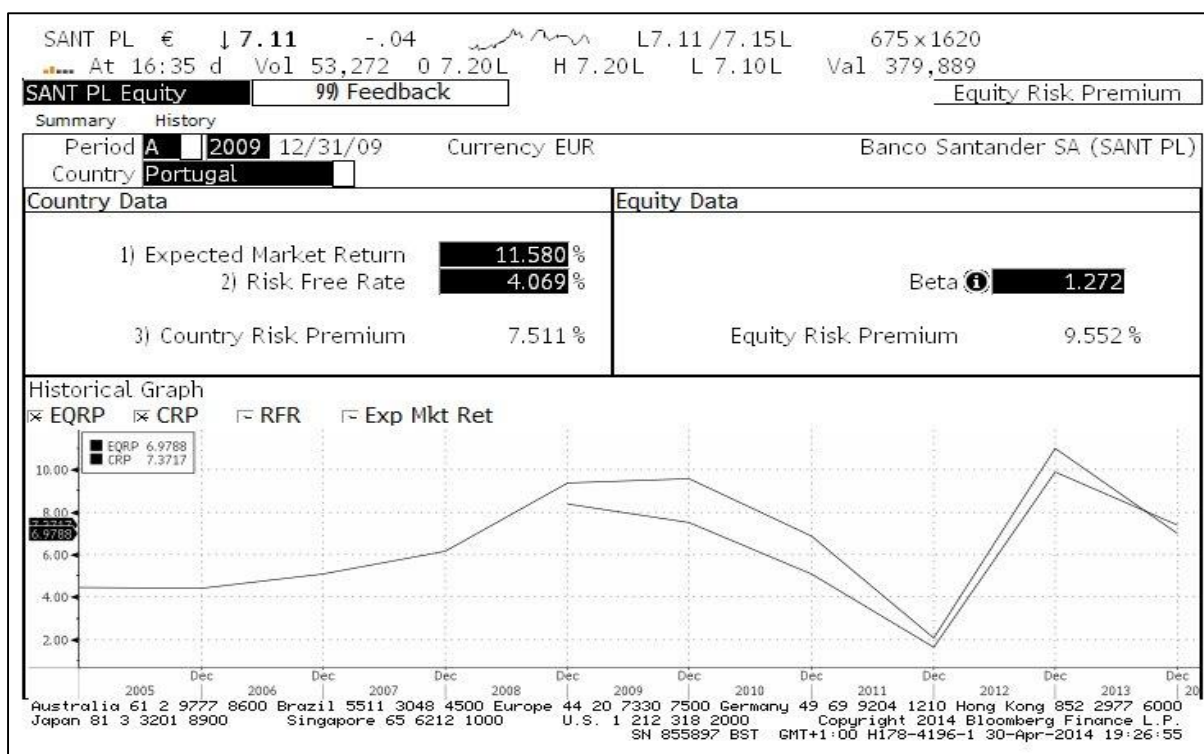 SANT PL € ↓7.11 -.04 L7.11/7.15L 675x1620
At 16:35 d Vol 53,272 O 7.20L H 7.20L L 7.10L Val 379,889
SANT PL Equity 99) Feedback Equity Risk Premium
Summary History
Period A 2009 12/31/09 Currency EUR Banco Santander SA (SANT PL)
Country Portugal
Country Data Equity Data
1) Expected Market Return 11.580 %
2) Risk Free Rate 4.069 % Beta 1.272
3) Country Risk Premium 7.511 % Equity Risk Premium 9.552 %
Historical Graph
EQRP CRP RFR Exp Mkt Ret
EQRP 6.9788
CRP 7.3717
10.00
8.00
7.3717
6.9788
6.00
4.00
2.00
Dec Dec Dec Dec Dec Dec Dec Dec Dec
2005 2006 2007 2008 2009 2010 2011 2012 2013 20
Australia 61 2 9777 8600 Brazil 5511 3048 4500 Europe 44 20 7330 7500 Germany 49 69 9204 1210 Hong Kong 852 2977 6000
Japan 81 3 3201 8900 Singapore 65 6212 1000 U.S. 1 212 318 2000 Copyright 2014 Bloomberg Finance L.P.
SN 855897 BST GMT+1:00 H178-4196-1 30-Apr-2014 19:26:55